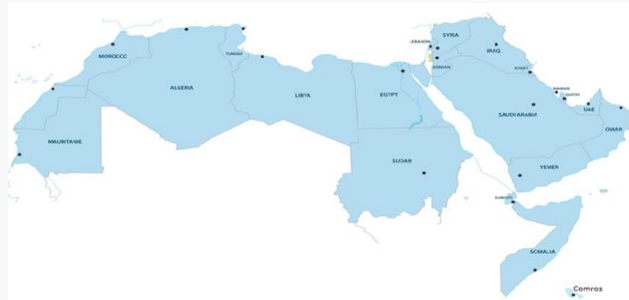 SYRIA
LEBANON
IRAQ
TUNISIA
MOROCCO
JORDAN
KUWAIT
ALGERIA
LIBYA
EGYPT
BAHRAIN
QATAR
SAUDI ARABIA
UAE
OMAN
MAURITANIE
SUDAN
YEMEN
DJIBOUTI
SOMALIA
Comros